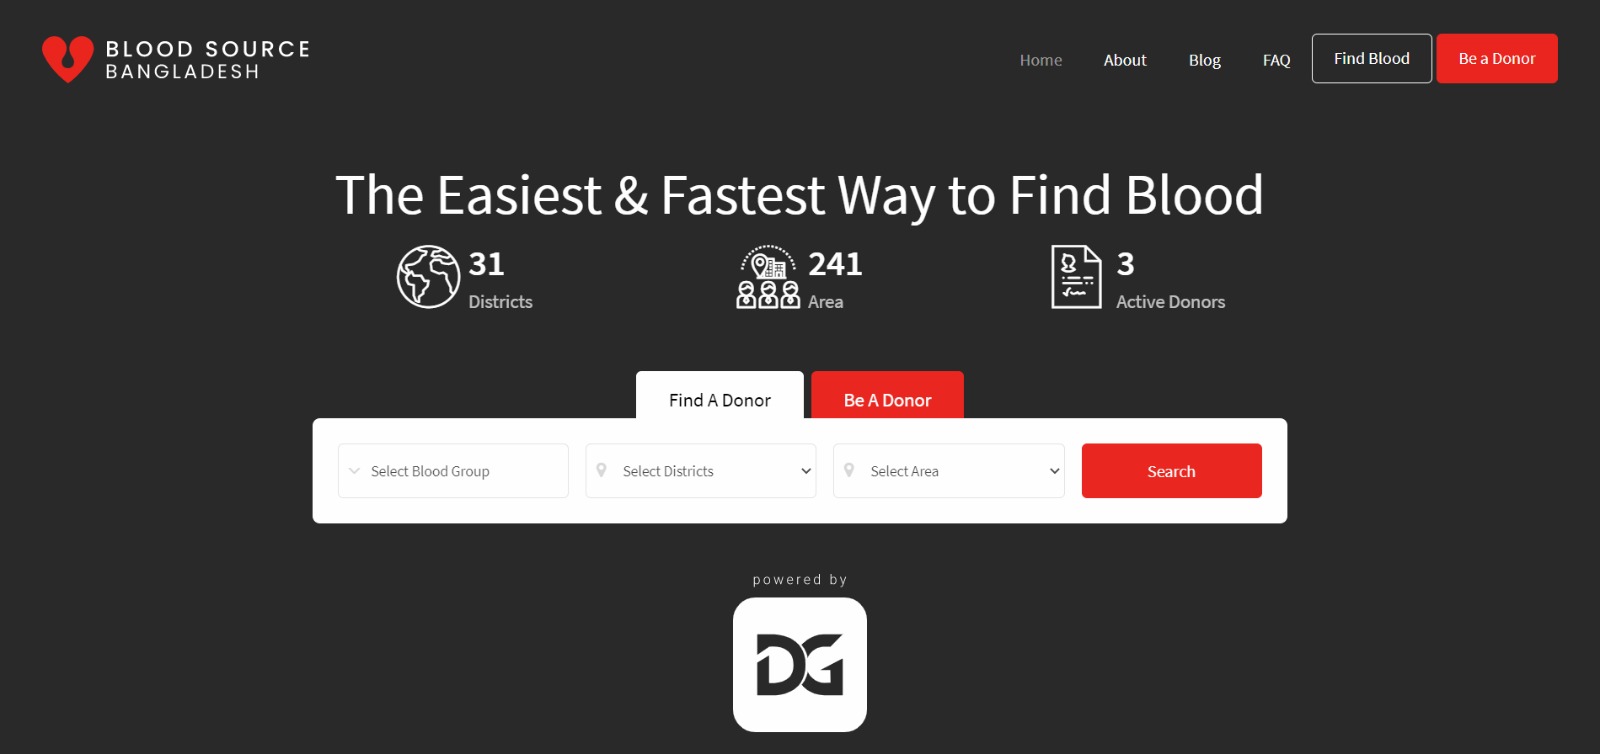 BLOOD SOURCE
BANGLADESH
Home About Blog FAQ Find Blood Be a Donor
The Easiest & Fastest Way to Find Blood
31 241 3
Districts Area Active Donors
Find A Donor Be A Donor
Select Blood Group Select Districts Select Area Search
powered by
DG